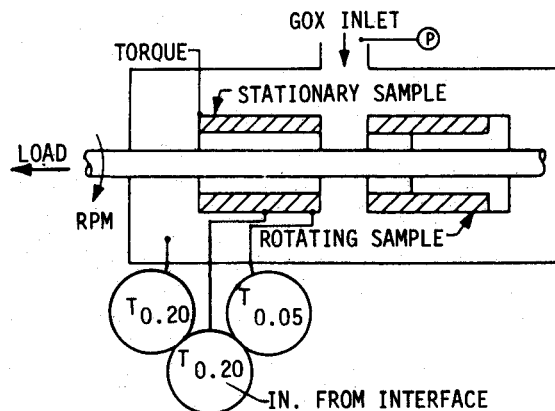 GOX INLET
P
TORQUE
STATIONARY SAMPLE
LOAD
RPM
ROTATING SAMPLE
T0.20
T0.05
T0.20
IN. FROM INTERFACE